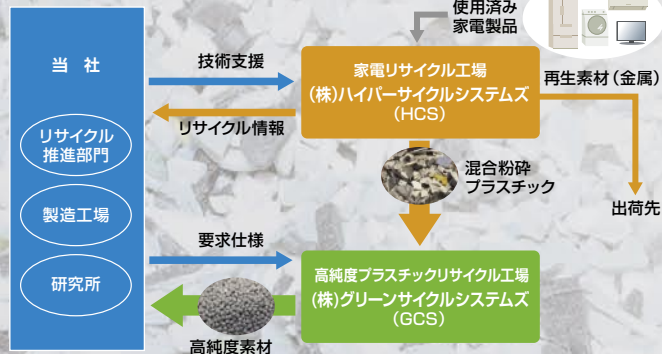 使用済み
家電製品
当 社
技術支援
家電リサイクル工場
(株)ハイパーサイクルシステムズ
(HCS)
再生素材(金属)
リサイクル情報
リサイクル
推進部門
混合粉砕
プラスチック
製造工場
出荷先
要求仕様
高純度プラスチックリサイクル工場
(株)グリーンサイクルシステムズ
(GCS)
研究所
高純度素材